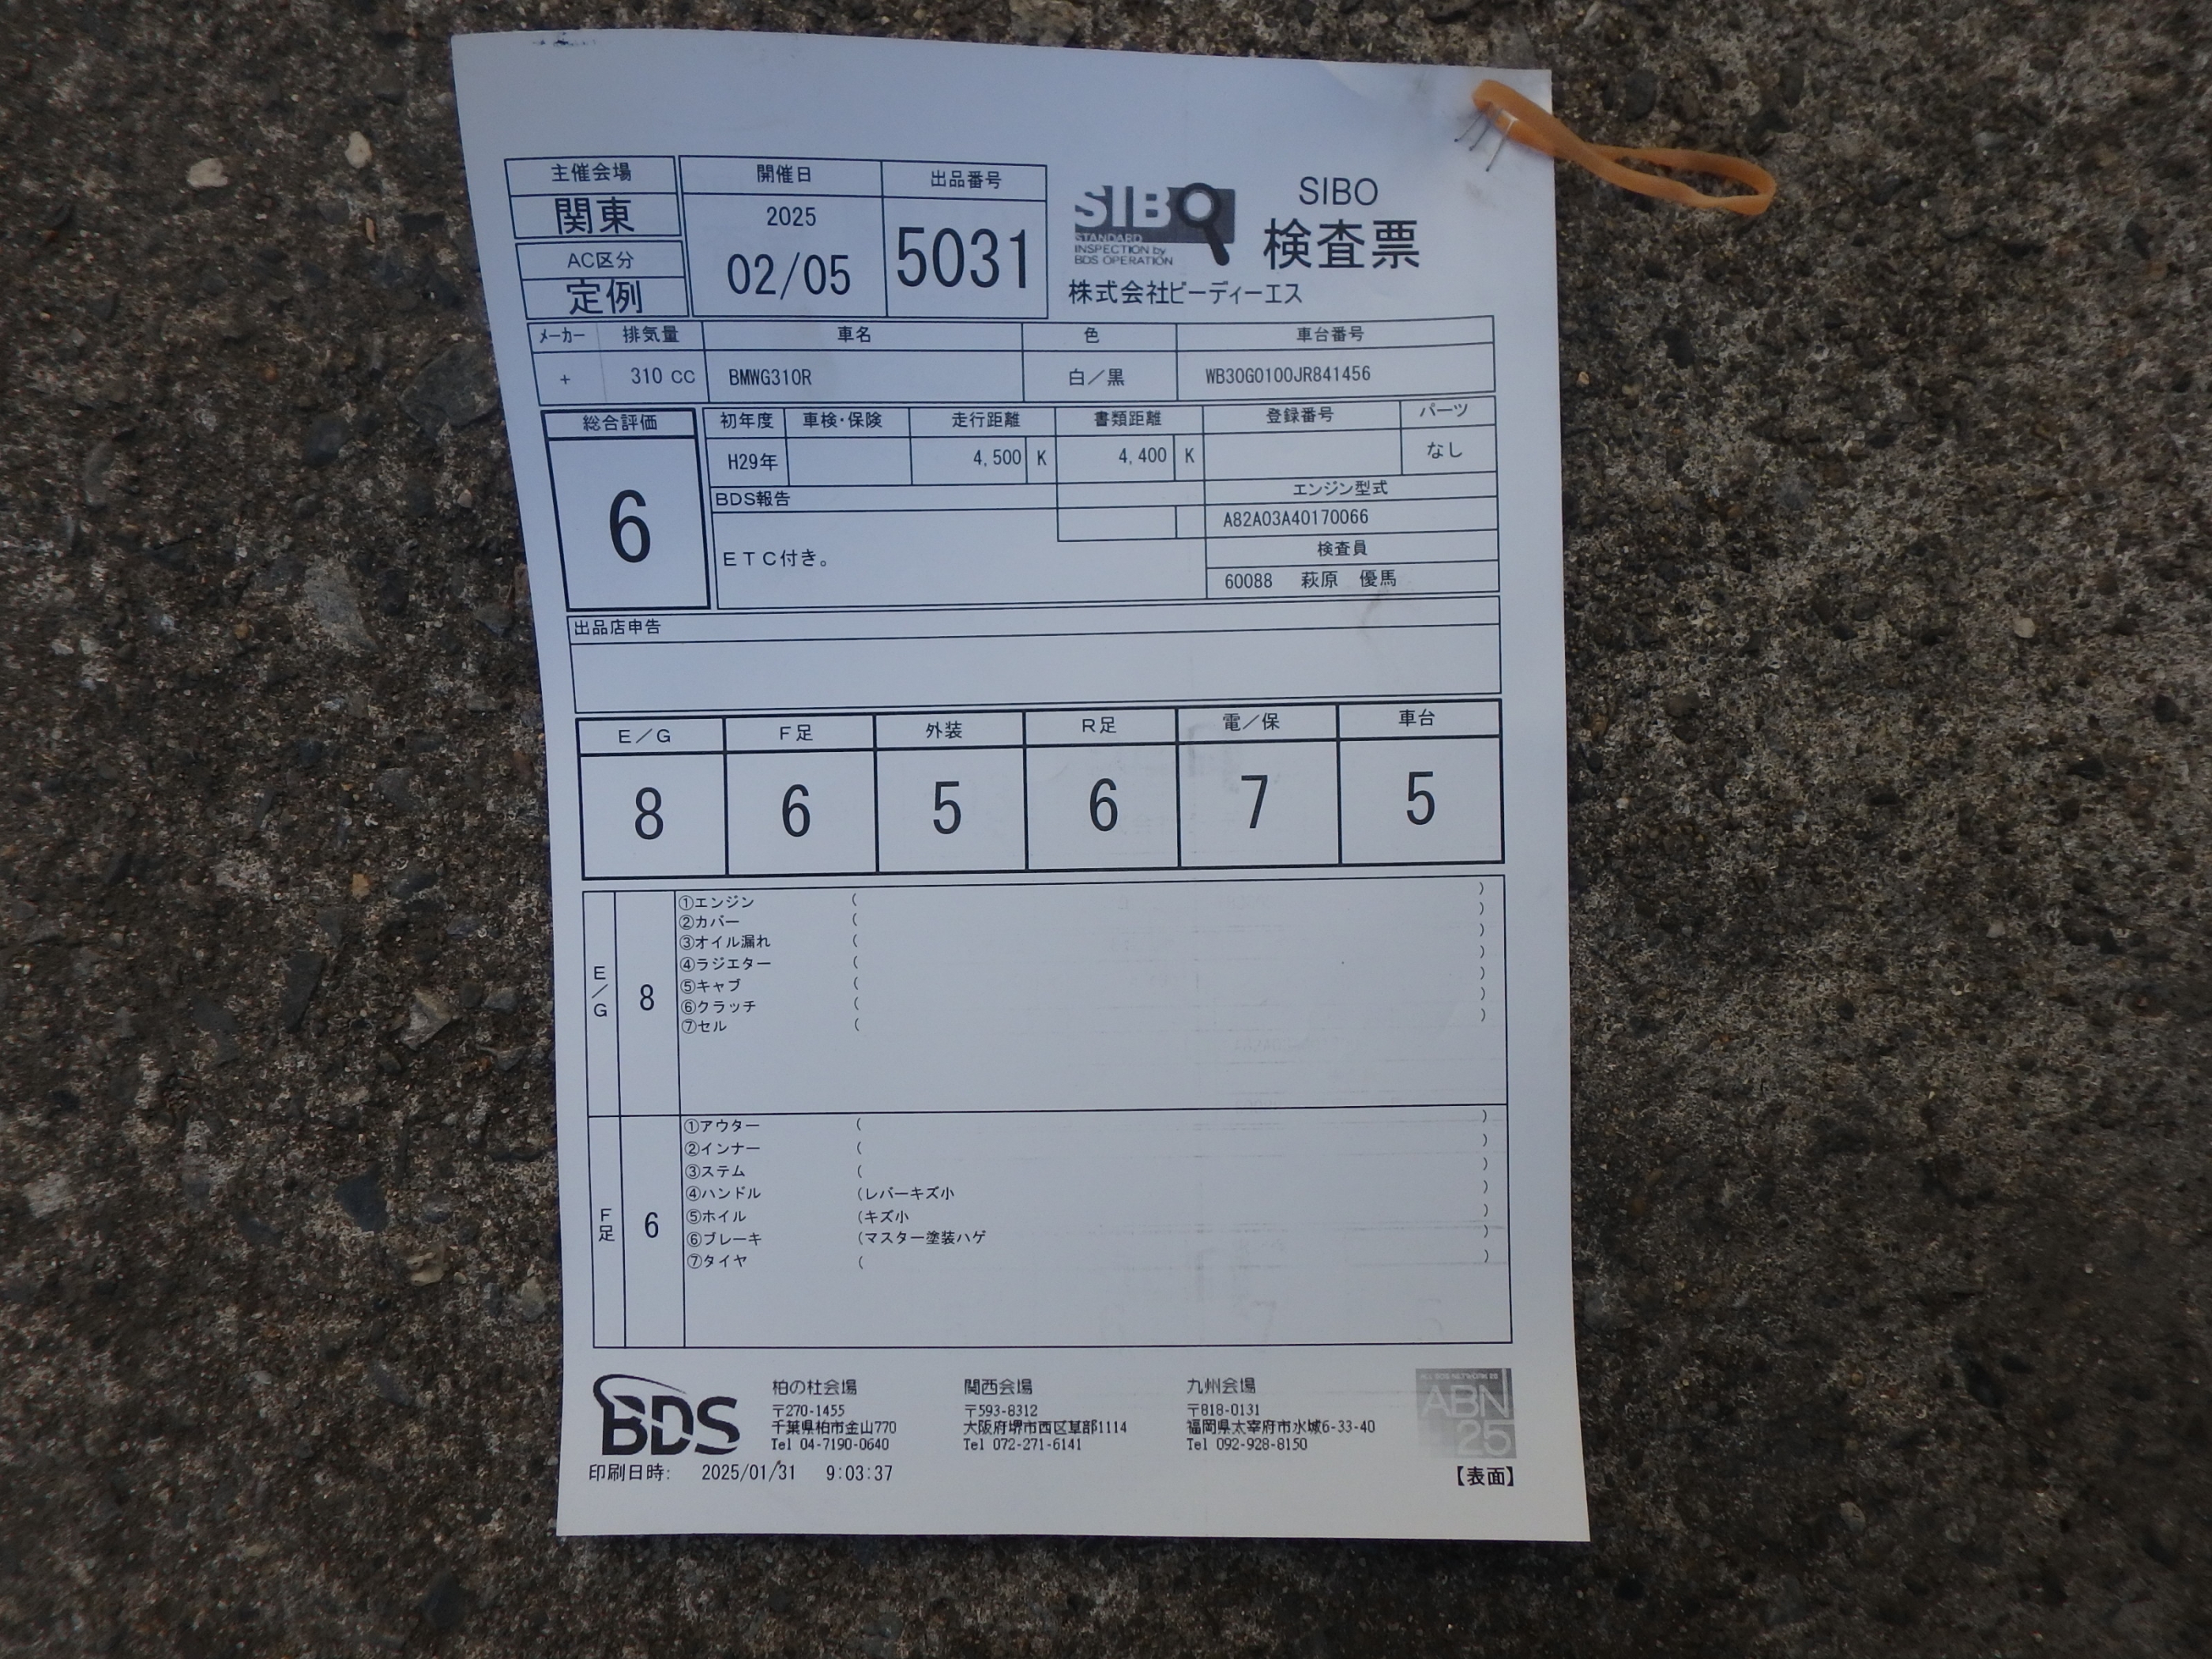 主催会場
関東
AC区分
定例
開催日
2025
02/05
出品番号
5031
SIBO
STANDARD
INSPECTION by
BDS OPERATION
SIBO
検査票
株式会社ビーディーエス
メーカー 排気量 車名 色 車台番号
+ 310 CC BMWG310R 白/黒 WB30G0100JR841456
総合評価
6
初年度 車検・保険 走行距離 書類距離 登録番号 パーツ
H29年 4,500 K 4,400 K なし
BDS報告
ETC付き。
エンジン型式
A82A03A40170066
検査員
60088 萩原 優馬
出品店申告
E/G F足 外装 R足 電/保 車台
8 6 5 6 7 5
E/G
8
①エンジン ( )
②カバー ( )
③オイル漏れ ( )
④ラジエター ( )
⑤キャブ ( )
⑥クラッチ ( )
⑦セル ( )
F足
6
①アウター ( )
②インナー ( )
③ステム ( )
④ハンドル (レバーキズ小 )
⑤ホイル (キズ小 )
⑥ブレーキ (マスター塗装ハゲ )
⑦タイヤ ( )
BDS
柏の杜会場
〒270-1455
千葉県柏市金山770
Tel 04-7190-0640
関西会場
〒593-8312
大阪府堺市西区草部1114
Tel 072-271-6141
九州会場
〒818-0131
福岡県太宰府市水城6-33-40
Tel 092-928-8150
ABN
25
印刷日時: 2025/01/31 9:03:37
【表面】